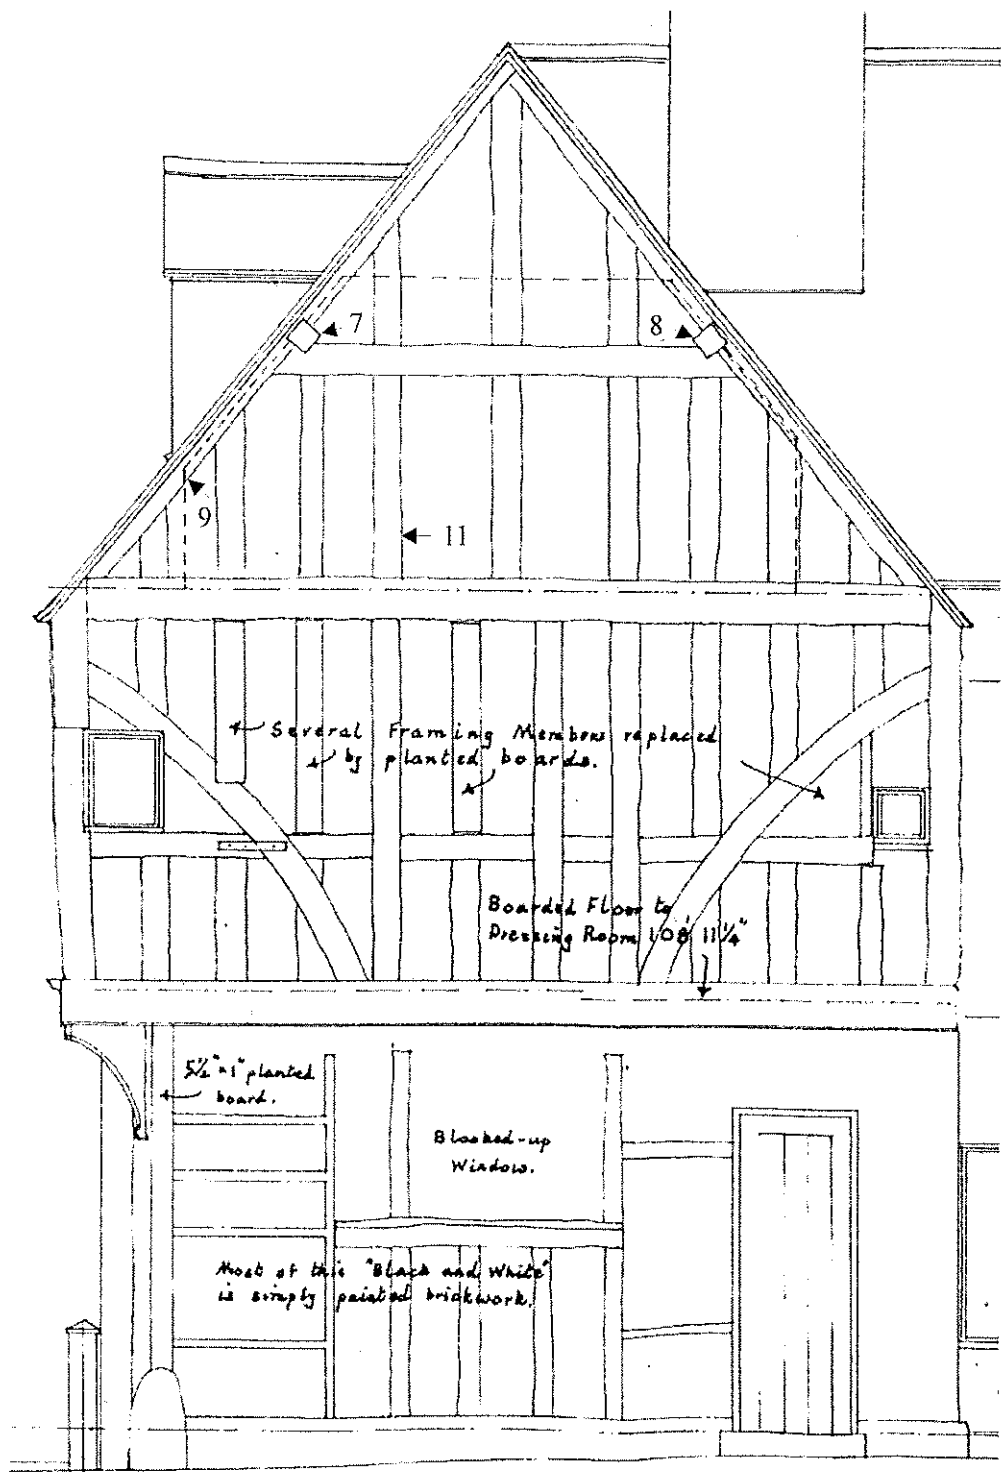 7
8
9
11
Several Framing Members replaced
by planted boards.
Boarded Floor to
Dressing Room 108' 11¼"
5½" × 1" planted
board.
Blocked-up
Window.
Most of this "Black and White"
is simply painted brickwork.